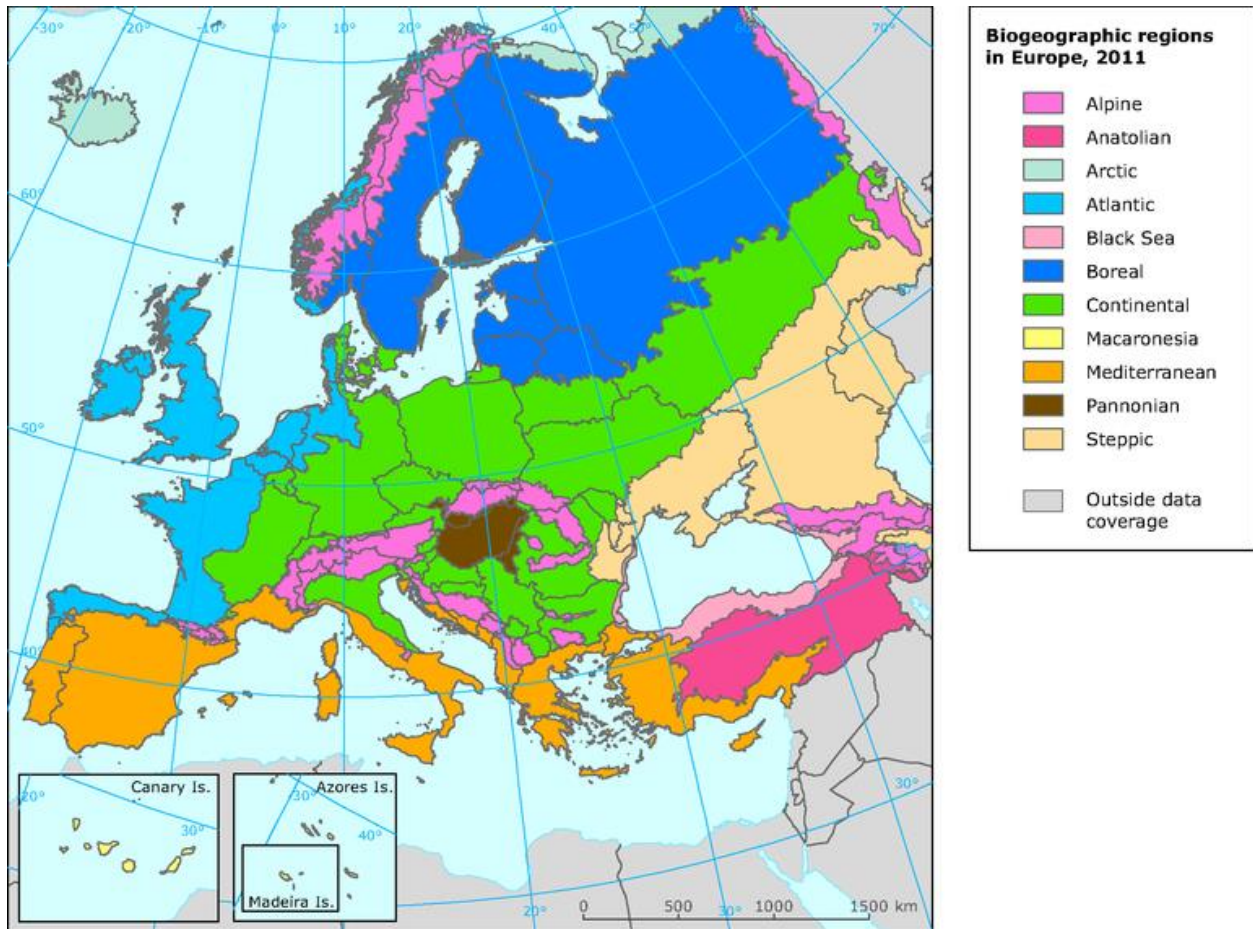 -30°
-20°
-10°
0°
10°
20°
30°
40°
50°
60°
70°
60°
50°
40°
Canary Is.
20°
30°
Azores Is.
30°
40°
Madeira Is.
20°
30°
30°
0 500 1000 1500 km
Biogeographic regions
in Europe, 2011
Alpine
Anatolian
Arctic
Atlantic
Black Sea
Boreal
Continental
Macaronesia
Mediterranean
Pannonian
Steppic
Outside data
coverage